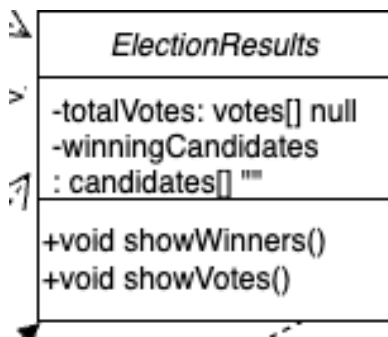 ElectionResults
-totalVotes: votes[] null
-winningCandidates
: candidates[] ""
+void showWinners()
+void showVotes()